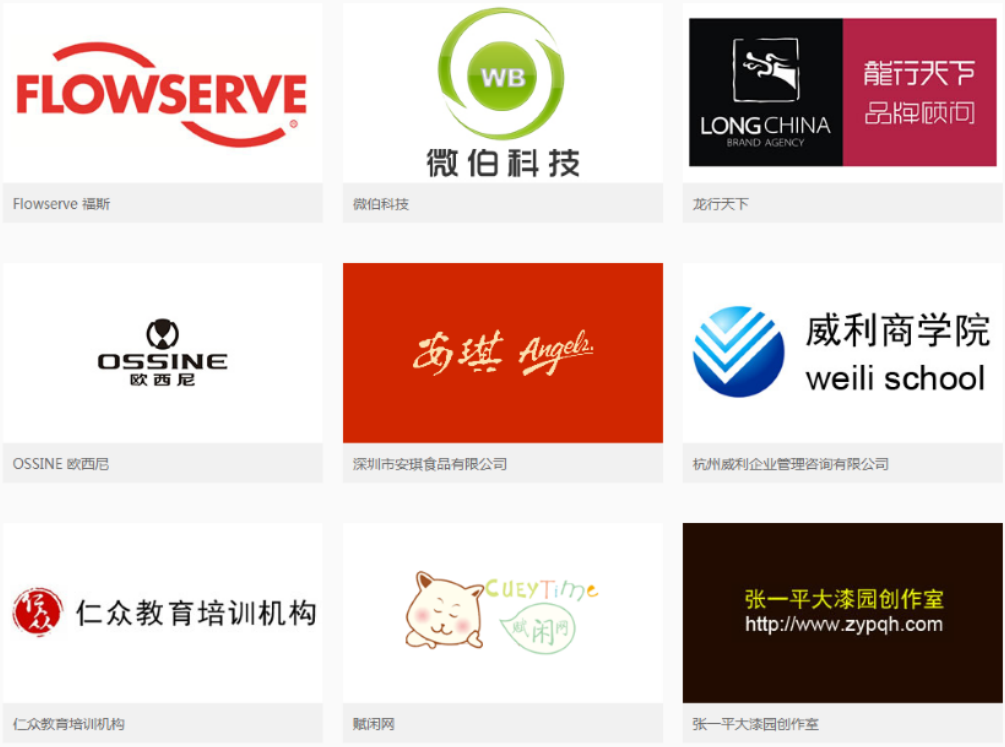 FLOWSERVE
®
Flowserve 福斯
WB
微伯科技
微伯科技
LONGCHINA
BRAND AGENCY
龍行天下
品牌顾问
龙行天下
OSSINE
欧西尼
OSSINE 欧西尼
安琪 Angelz.
深圳市安琪食品有限公司
威利商学院
weili school
杭州威利企业管理咨询有限公司
仁众
仁众教育培训机构
仁众教育培训机构
CUEYTime
赋闲网
赋闲网
张一平大漆园创作室
http://www.zypqh.com
张一平大漆园创作室